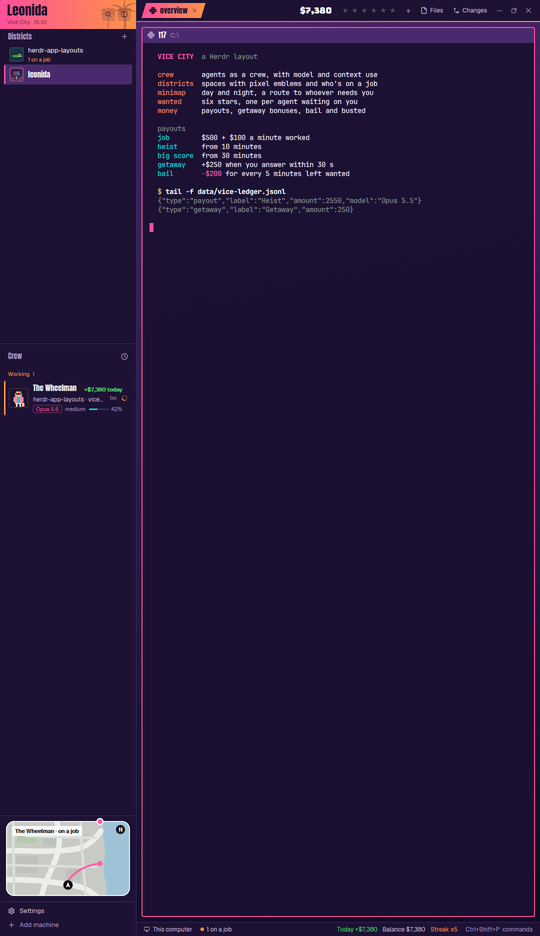 Leonida
Vice City · 15:01
overview ×
$7,380
Files
Changes
Districts
herdr-app-layouts
1 on a job
leonida
117 C:\
VICE CITY a Herdr layout
crew agents as a crew, with model and context use
districts spaces with pixel emblems and who's on a job
minimap day and night, a route to whoever needs you
wanted six stars, one per agent waiting on you
money payouts, getaway bonuses, bail and busted
payouts
job $500 + $100 a minute worked
heist from 10 minutes
big score from 30 minutes
getaway +$250 when you answer within 30 s
bail -$200 for every 5 minutes left wanted
$ tail -f data/vice-ledger.jsonl
{"type":"payout","label":"Heist","amount":2550,"model":"Opus 5.5"}
{"type":"getaway","label":"Getaway","amount":250}
Crew
Working 1
The Wheelman +$7,380 today
herdr-app-layouts · vice... 1m
Opus 5.5 medium 42%
The Wheelman · on a job
N
Settings
Add machine
This computer
1 on a job
Today +$7,380 Balance $7,380 Streak x5 Ctrl+Shift+P commands